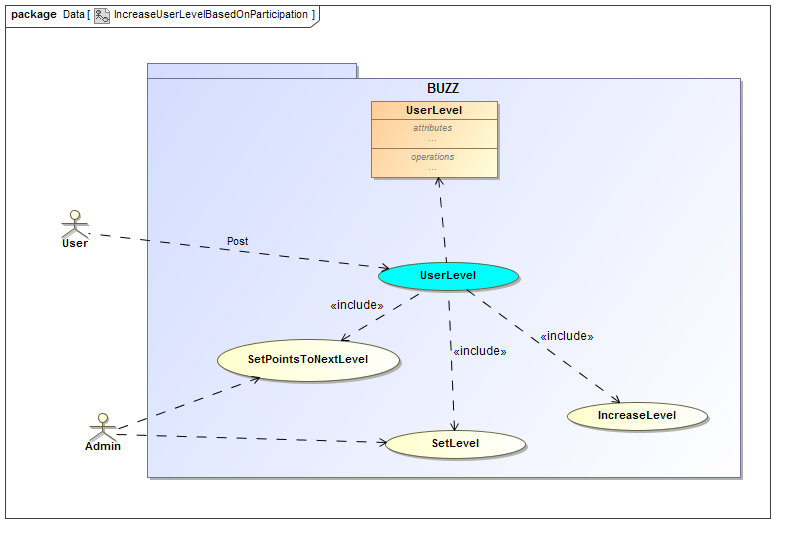 package Data [ IncreaseUserLevelBasedOnParticipation ]
BUZZ
UserLevel
attributes
...
operations
...
User
Post
UserLevel
«include»
«include»
«include»
SetPointsToNextLevel
IncreaseLevel
Admin
SetLevel